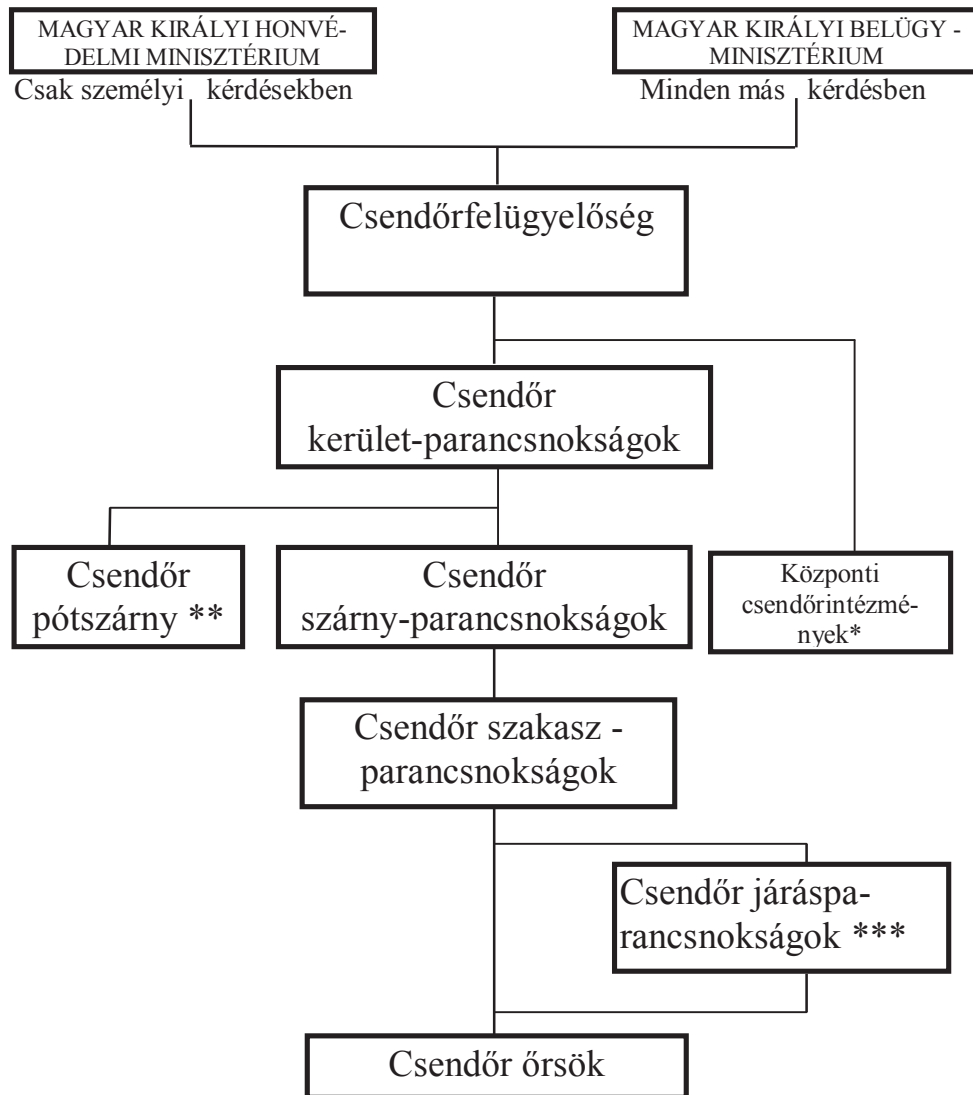 MAGYAR KIRÁLYI HONVÉ-
DELMI MINISZTÉRIUM
Csak személyi kérdésekben
MAGYAR KIRÁLYI BELÜGY -
MINISZTÉRIUM
Minden más kérdésben
Csendőrfelügyelőség
Csendőr
kerület-parancsnokságok
Csendőr
pótszárny **
Csendőr
szárny-parancsnokságok
Központi
csendőrintézmé-
nyek*
Csendőr szakasz -
parancsnokságok
Csendőr járáspa-
rancsnokságok ***
Csendőr őrsök